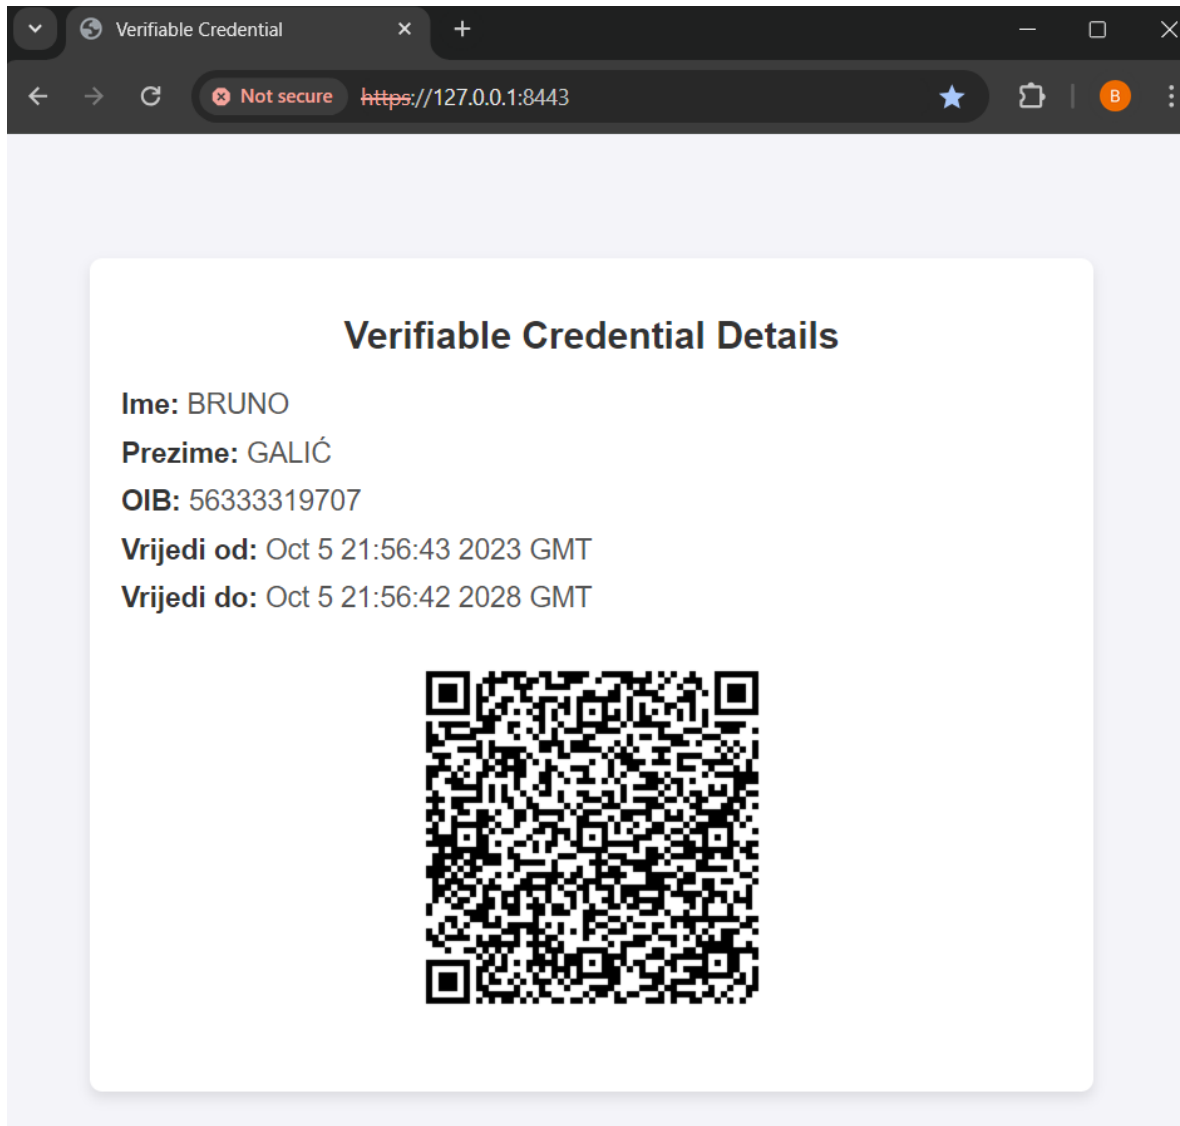 Verifiable Credential
Not secure https://127.0.0.1:8443
B
Verifiable Credential Details
Ime: BRUNO
Prezime: GALIĆ
OIB: 56333319707
Vrijedi od: Oct 5 21:56:43 2023 GMT
Vrijedi do: Oct 5 21:56:42 2028 GMT